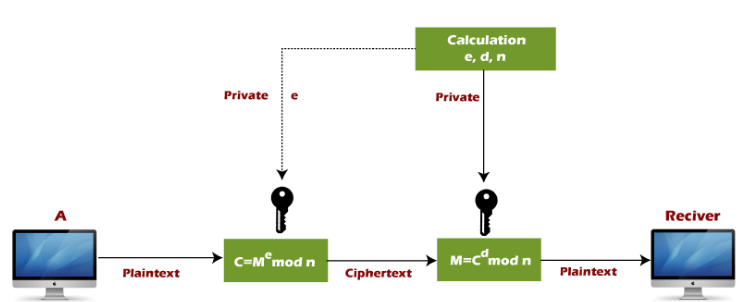 Calculation
e, d, n
Private e
Private
A
Reciver
C=M^e mod n
M=C^d mod n
Plaintext
Ciphertext
Plaintext